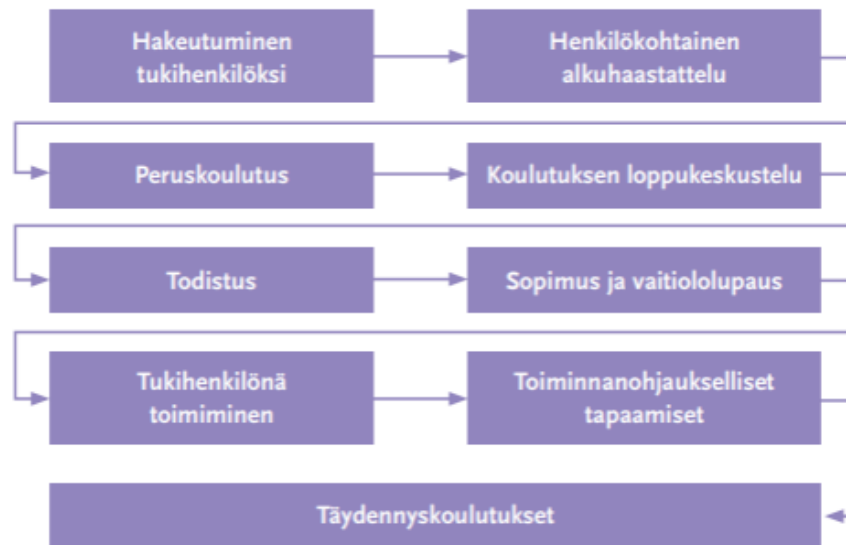 Hakeutuminen
tukihenkilöksi
Henkilökohtainen
alkuhaastattelu
Peruskoulutus
Koulutuksen loppukeskustelu
Todistus
Sopimus ja vaitiololupaus
Tukihenkilönä
toimiminen
Toiminnanohjaukselliset
tapaamiset
Täydennyskoulutukset